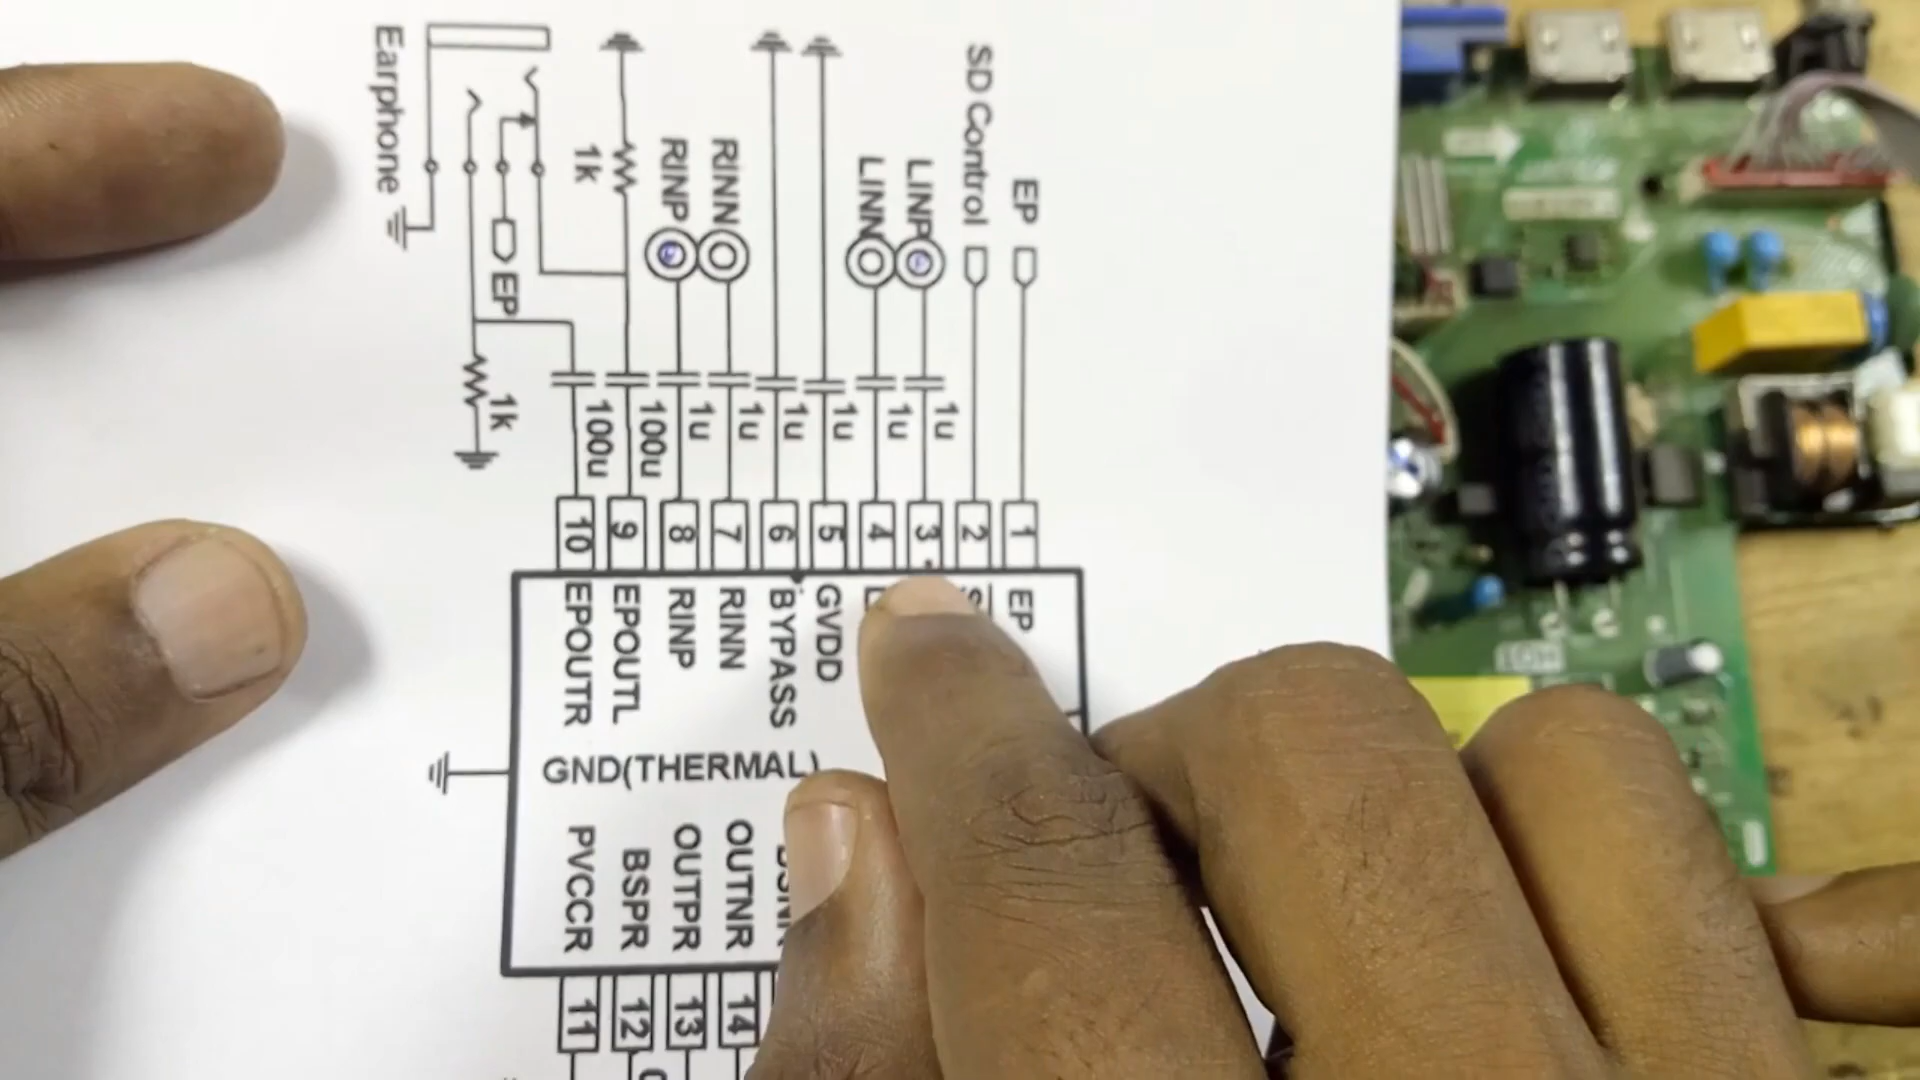 EP
SD Control
LINP
LINN
RINN
RINP
1k
Earphone
EP
1k
1u
1u
1u
1u
1u
1u
100u
100u
1
2
3
4
5
6
7
8
9
10
EP
GVDD
BYPASS
RINN
RINP
EPOUTL
EPOUTR
GND(THERMAL)
OUTNR
OUTPR
BSPR
PVCCR
14
13
12
11